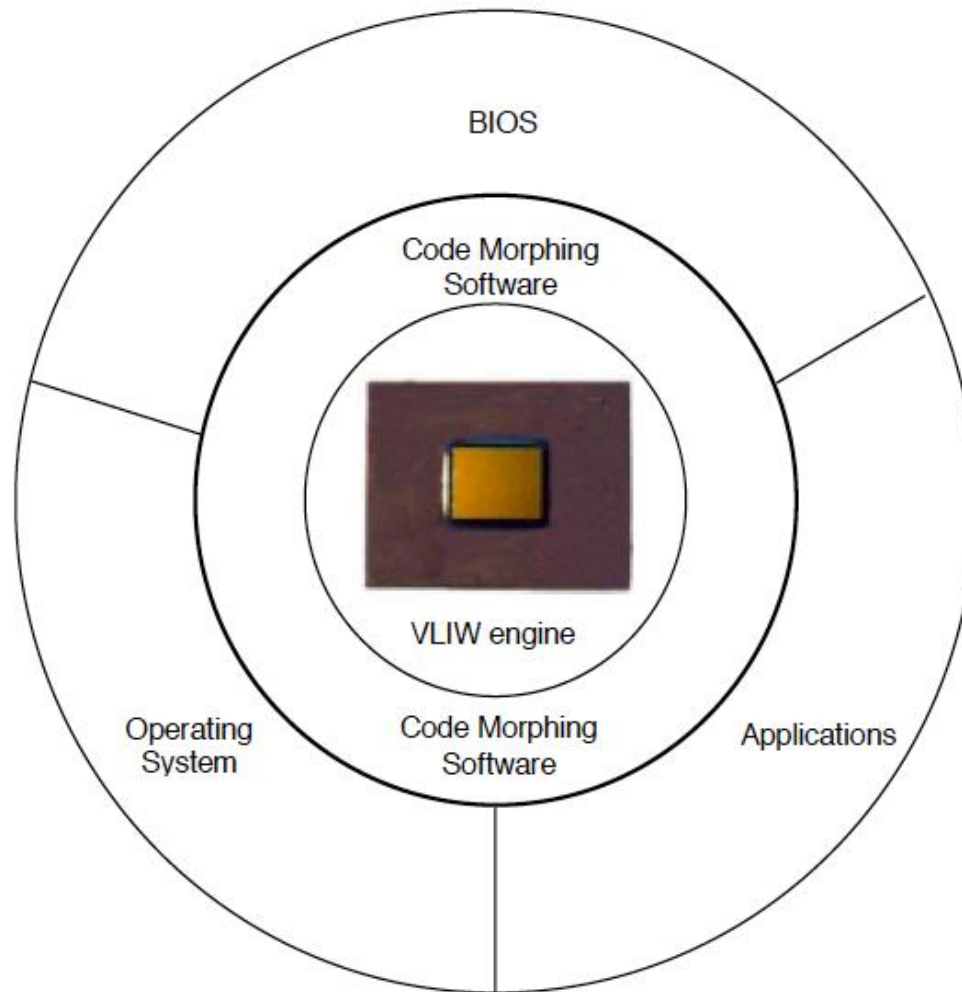 BIOS
Code Morphing
Software
VLIW engine
Operating
System
Code Morphing
Software
Applications